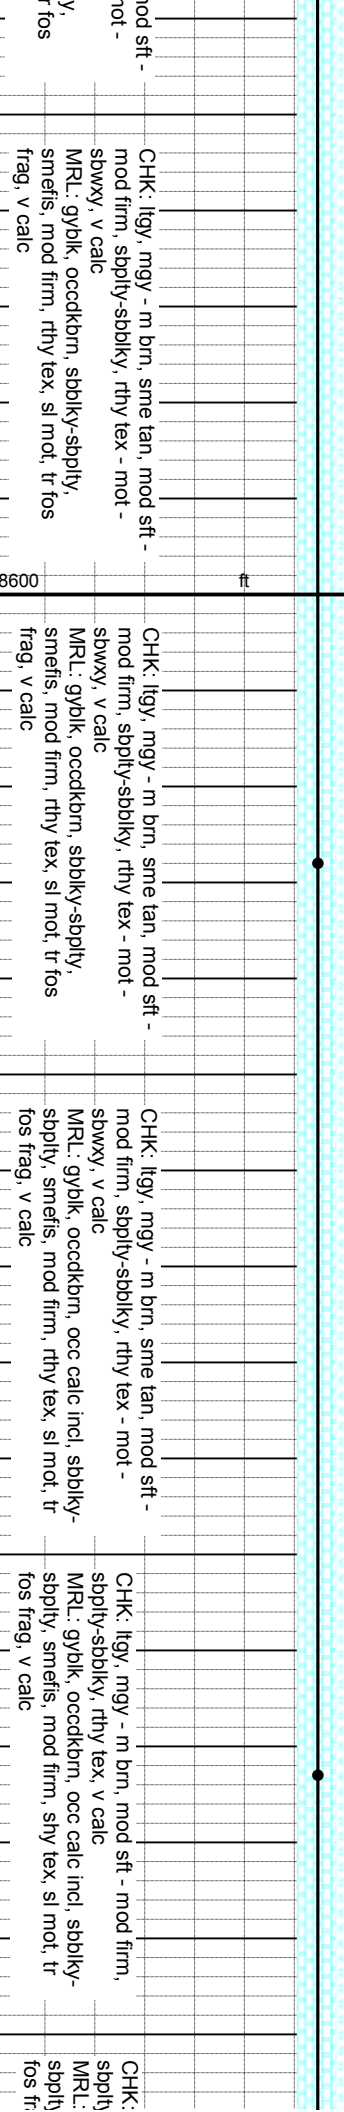 od sft -
ot -
y,
r fos
CHK: ltgy, mgy - m brn, sme tan, mod sft -
mod firm, sbplty-sbblky, rthy tex - mot -
sbwxy, v calc
MRL: gyblk, occdkbrn, sbblky-sbplty,
smefis, mod firm, rthy tex, sl mot, tr fos
frag, v calc
8600 ft
CHK: ltgy, mgy - m brn, sme tan, mod sft -
mod firm, sbplty-sbblky, rthy tex - mot -
sbwxy, v calc
MRL: gyblk, occdkbrn, sbblky-sbplty,
smefis, mod firm, rthy tex, sl mot, tr fos
frag, v calc
CHK: ltgy, mgy - m brn, sme tan, mod sft -
mod firm, sbplty-sbblky, rthy tex - mot -
sbwxy, v calc
MRL: gyblk, occdkbrn, occ calc incl, sbblky-
sbplty, smefis, mod firm, rthy tex, sl mot, tr
fos frag, v calc
CHK: ltgy, mgy - m brn, mod sft - mod firm,
sbplty-sbblky, rthy tex, v calc
MRL: gyblk, occdkbrn, occ calc incl, sbblky-
sbplty, smefis, mod firm, shy tex, sl mot, tr
fos frag, v calc
CHK:
sbplty
MRL:
sbplty
fos fra